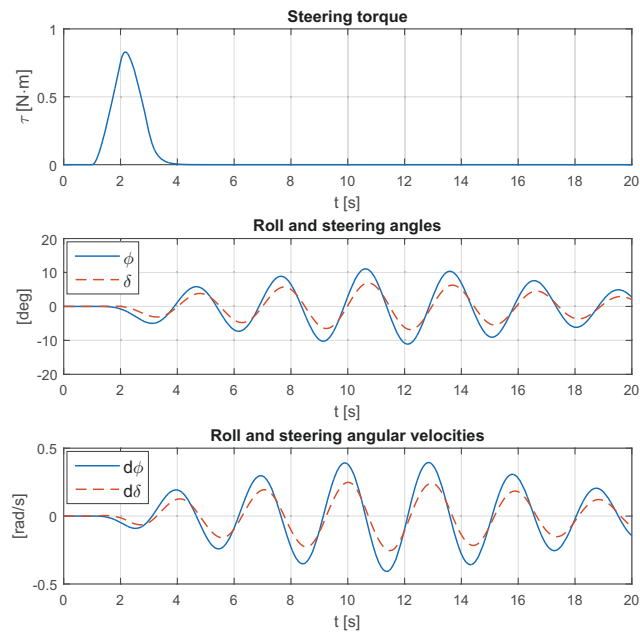 Steering torque
τ [N·m]
1
0.5
0
0 2 4 6 8 10 12 14 16 18 20
t [s]
Roll and steering angles
[deg]
20
10
0
-10
-20
ϕ
δ
0 2 4 6 8 10 12 14 16 18 20
t [s]
Roll and steering angular velocities
[rad/s]
0.5
0
-0.5
dϕ
dδ
0 2 4 6 8 10 12 14 16 18 20
t [s]